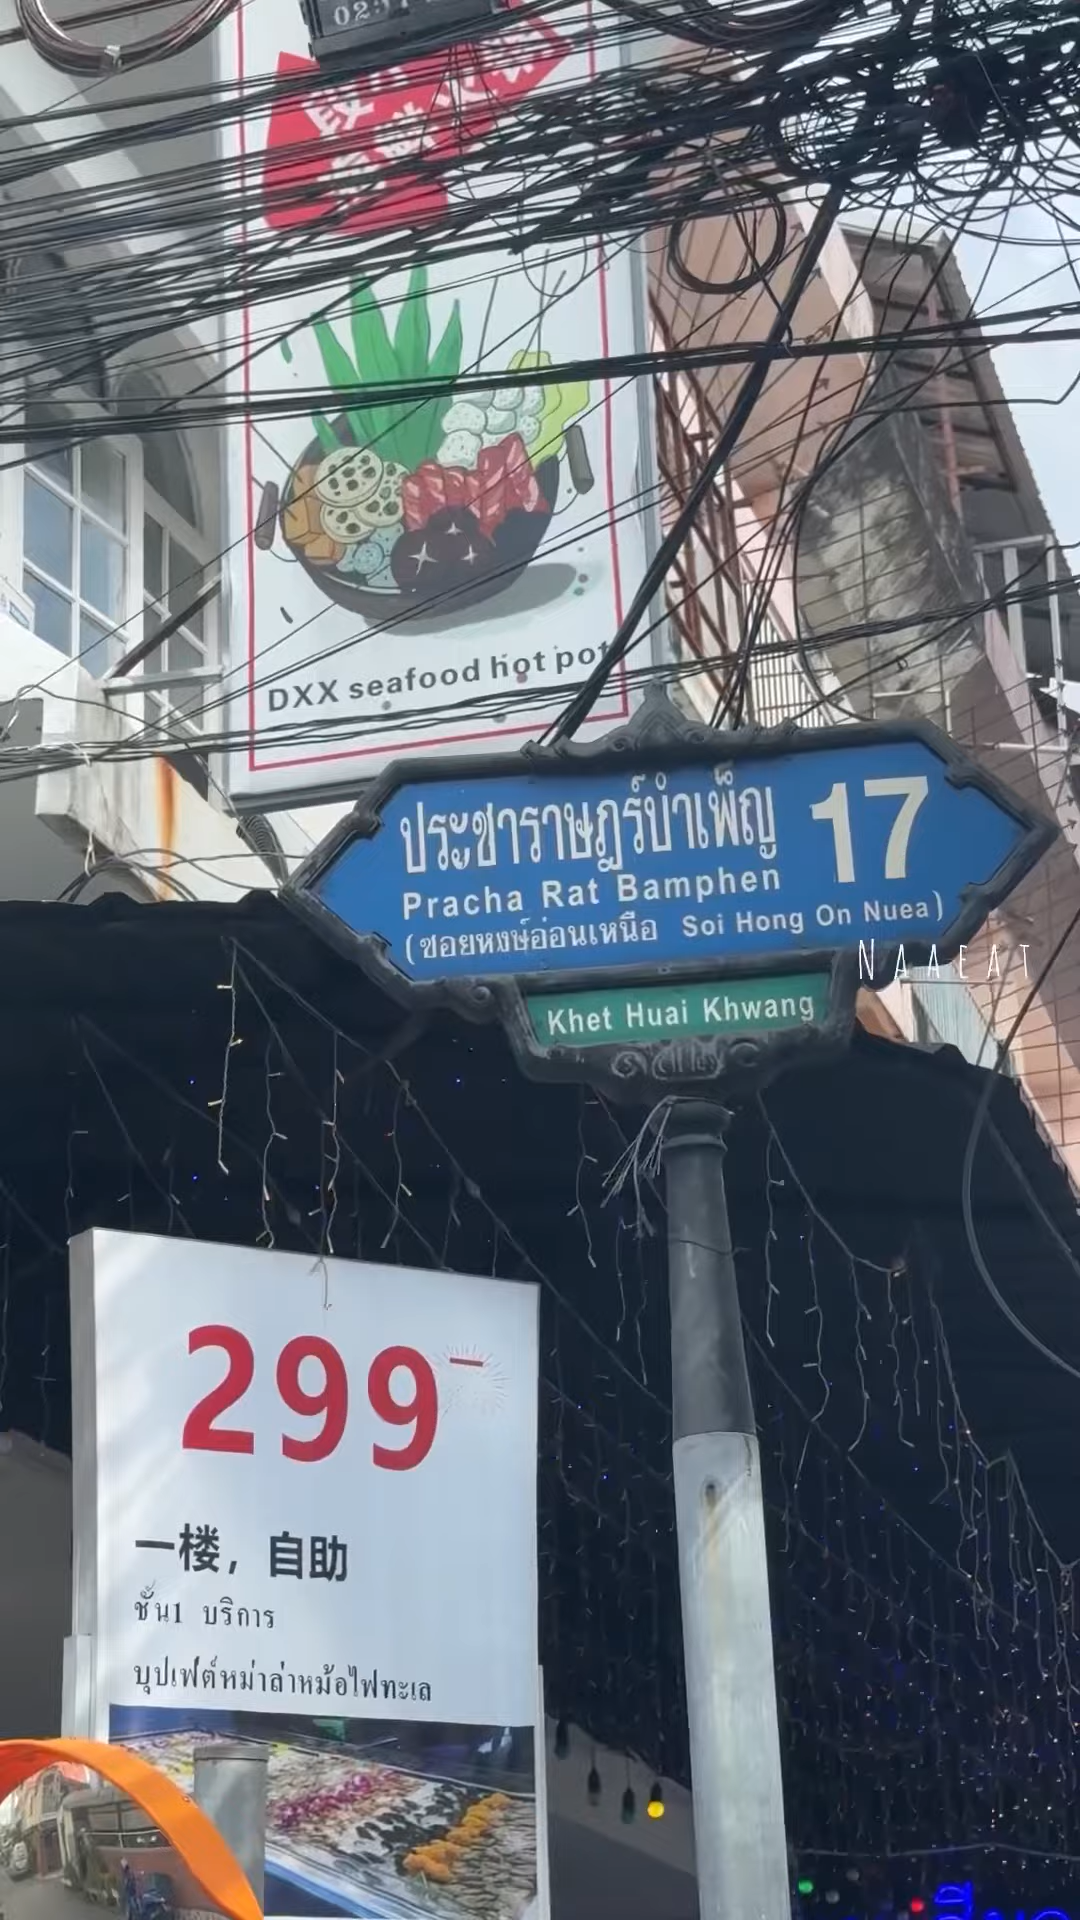 DXX seafood hot pot
ประชาราษฎร์บำเพ็ญ 17
Pracha Rat Bamphen
(ซอยหงษ์อ่อนเหนือ Soi Hong On Nuea)
NAAEAT
Khet Huai Khwang
299-
一楼，自助
ชั้น1 บริการ
บุปเฟ่ต์หม่าล่าหม้อไฟทะเล